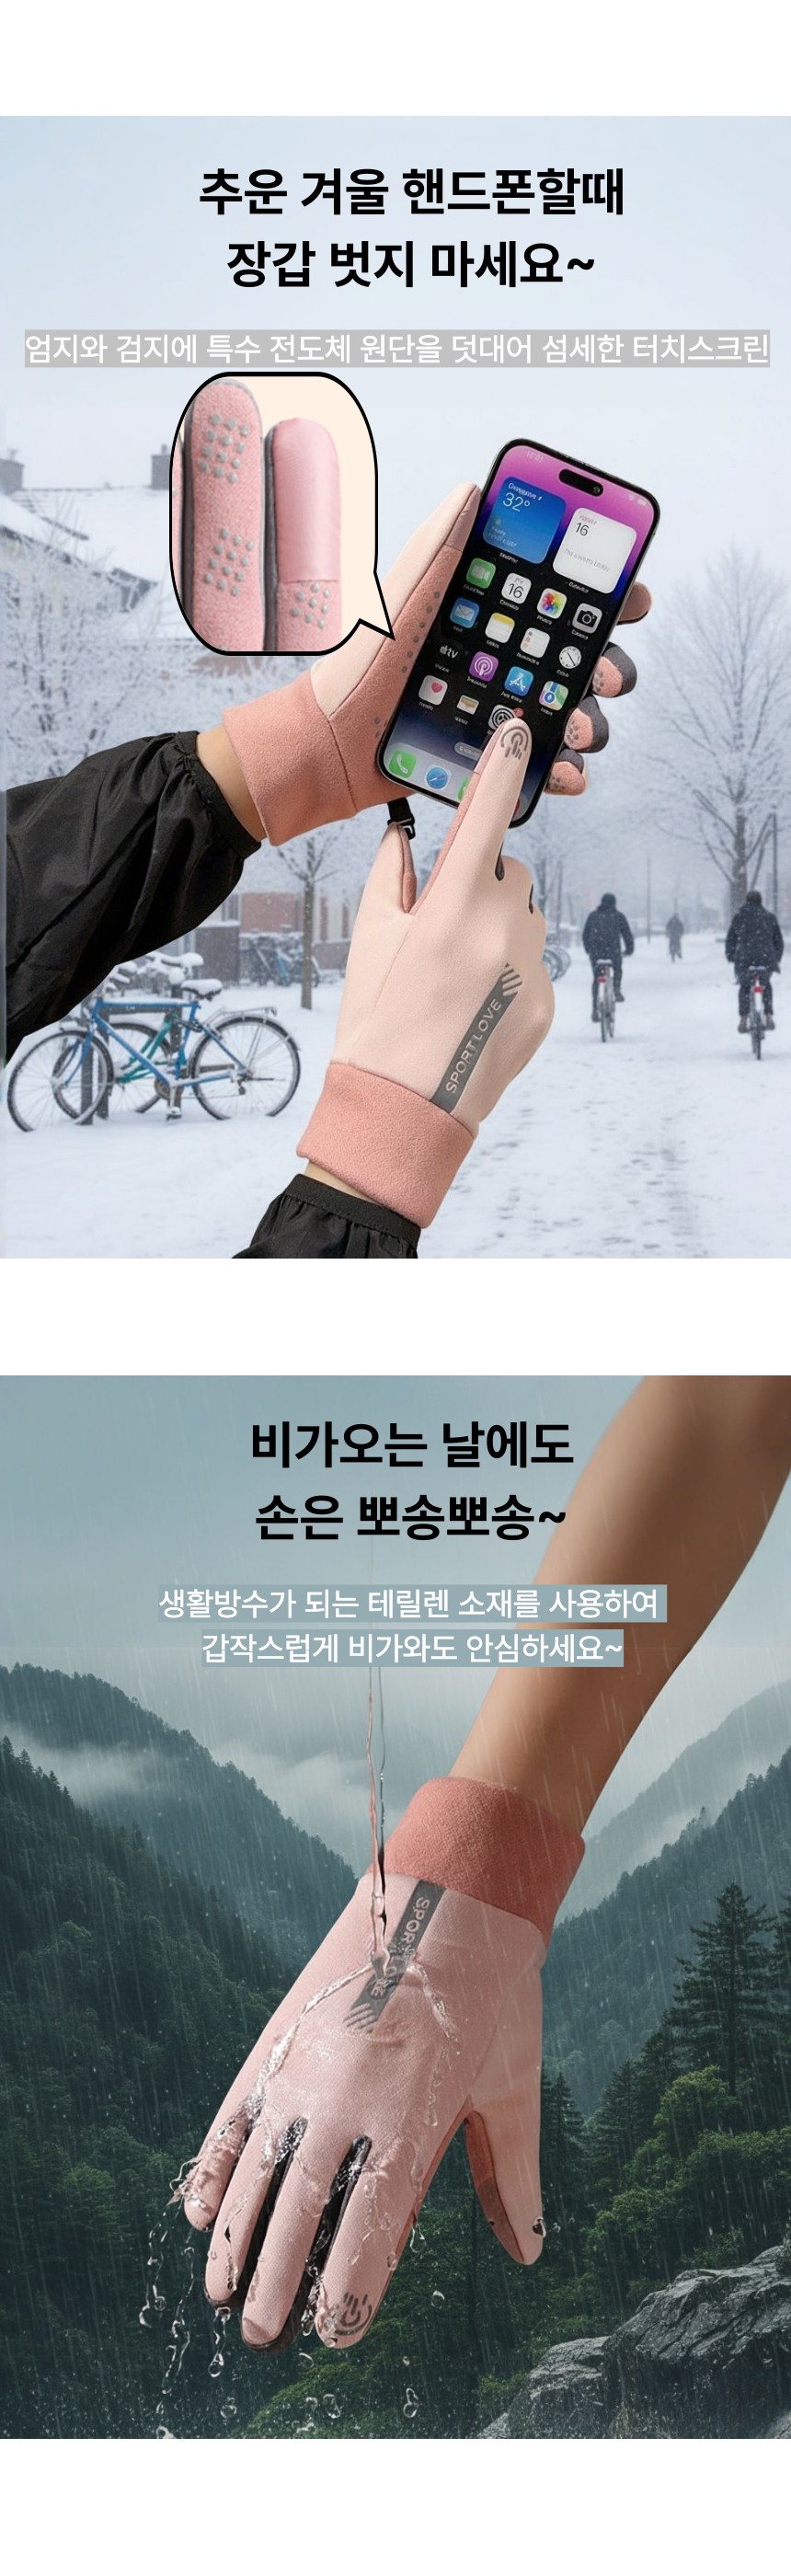 추운 겨울 핸드폰할때
장갑 벗지 마세요~
엄지와 검지에 특수 전도체 원단을 덧대어 섬세한 터치스크린
32°
16
16
tv
SPORTLOVE
비가오는 날에도
손은 뽀송뽀송~
생활방수가 되는 테릴렌 소재를 사용하여
갑작스럽게 비가와도 안심하세요~